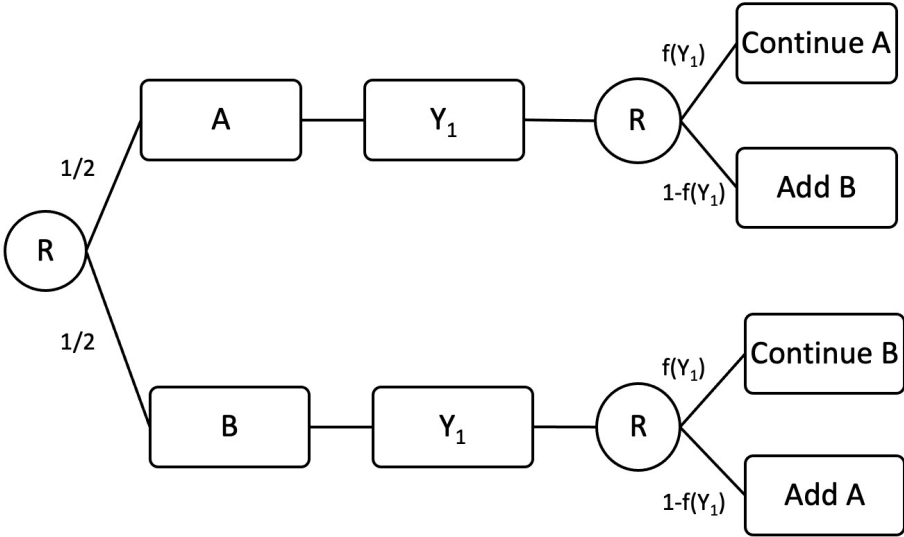 Continue A
f(Y₁)
A
Y₁
R
1/2
Add B
1-f(Y₁)
R
Continue B
1/2
f(Y₁)
B
Y₁
R
Add A
1-f(Y₁)